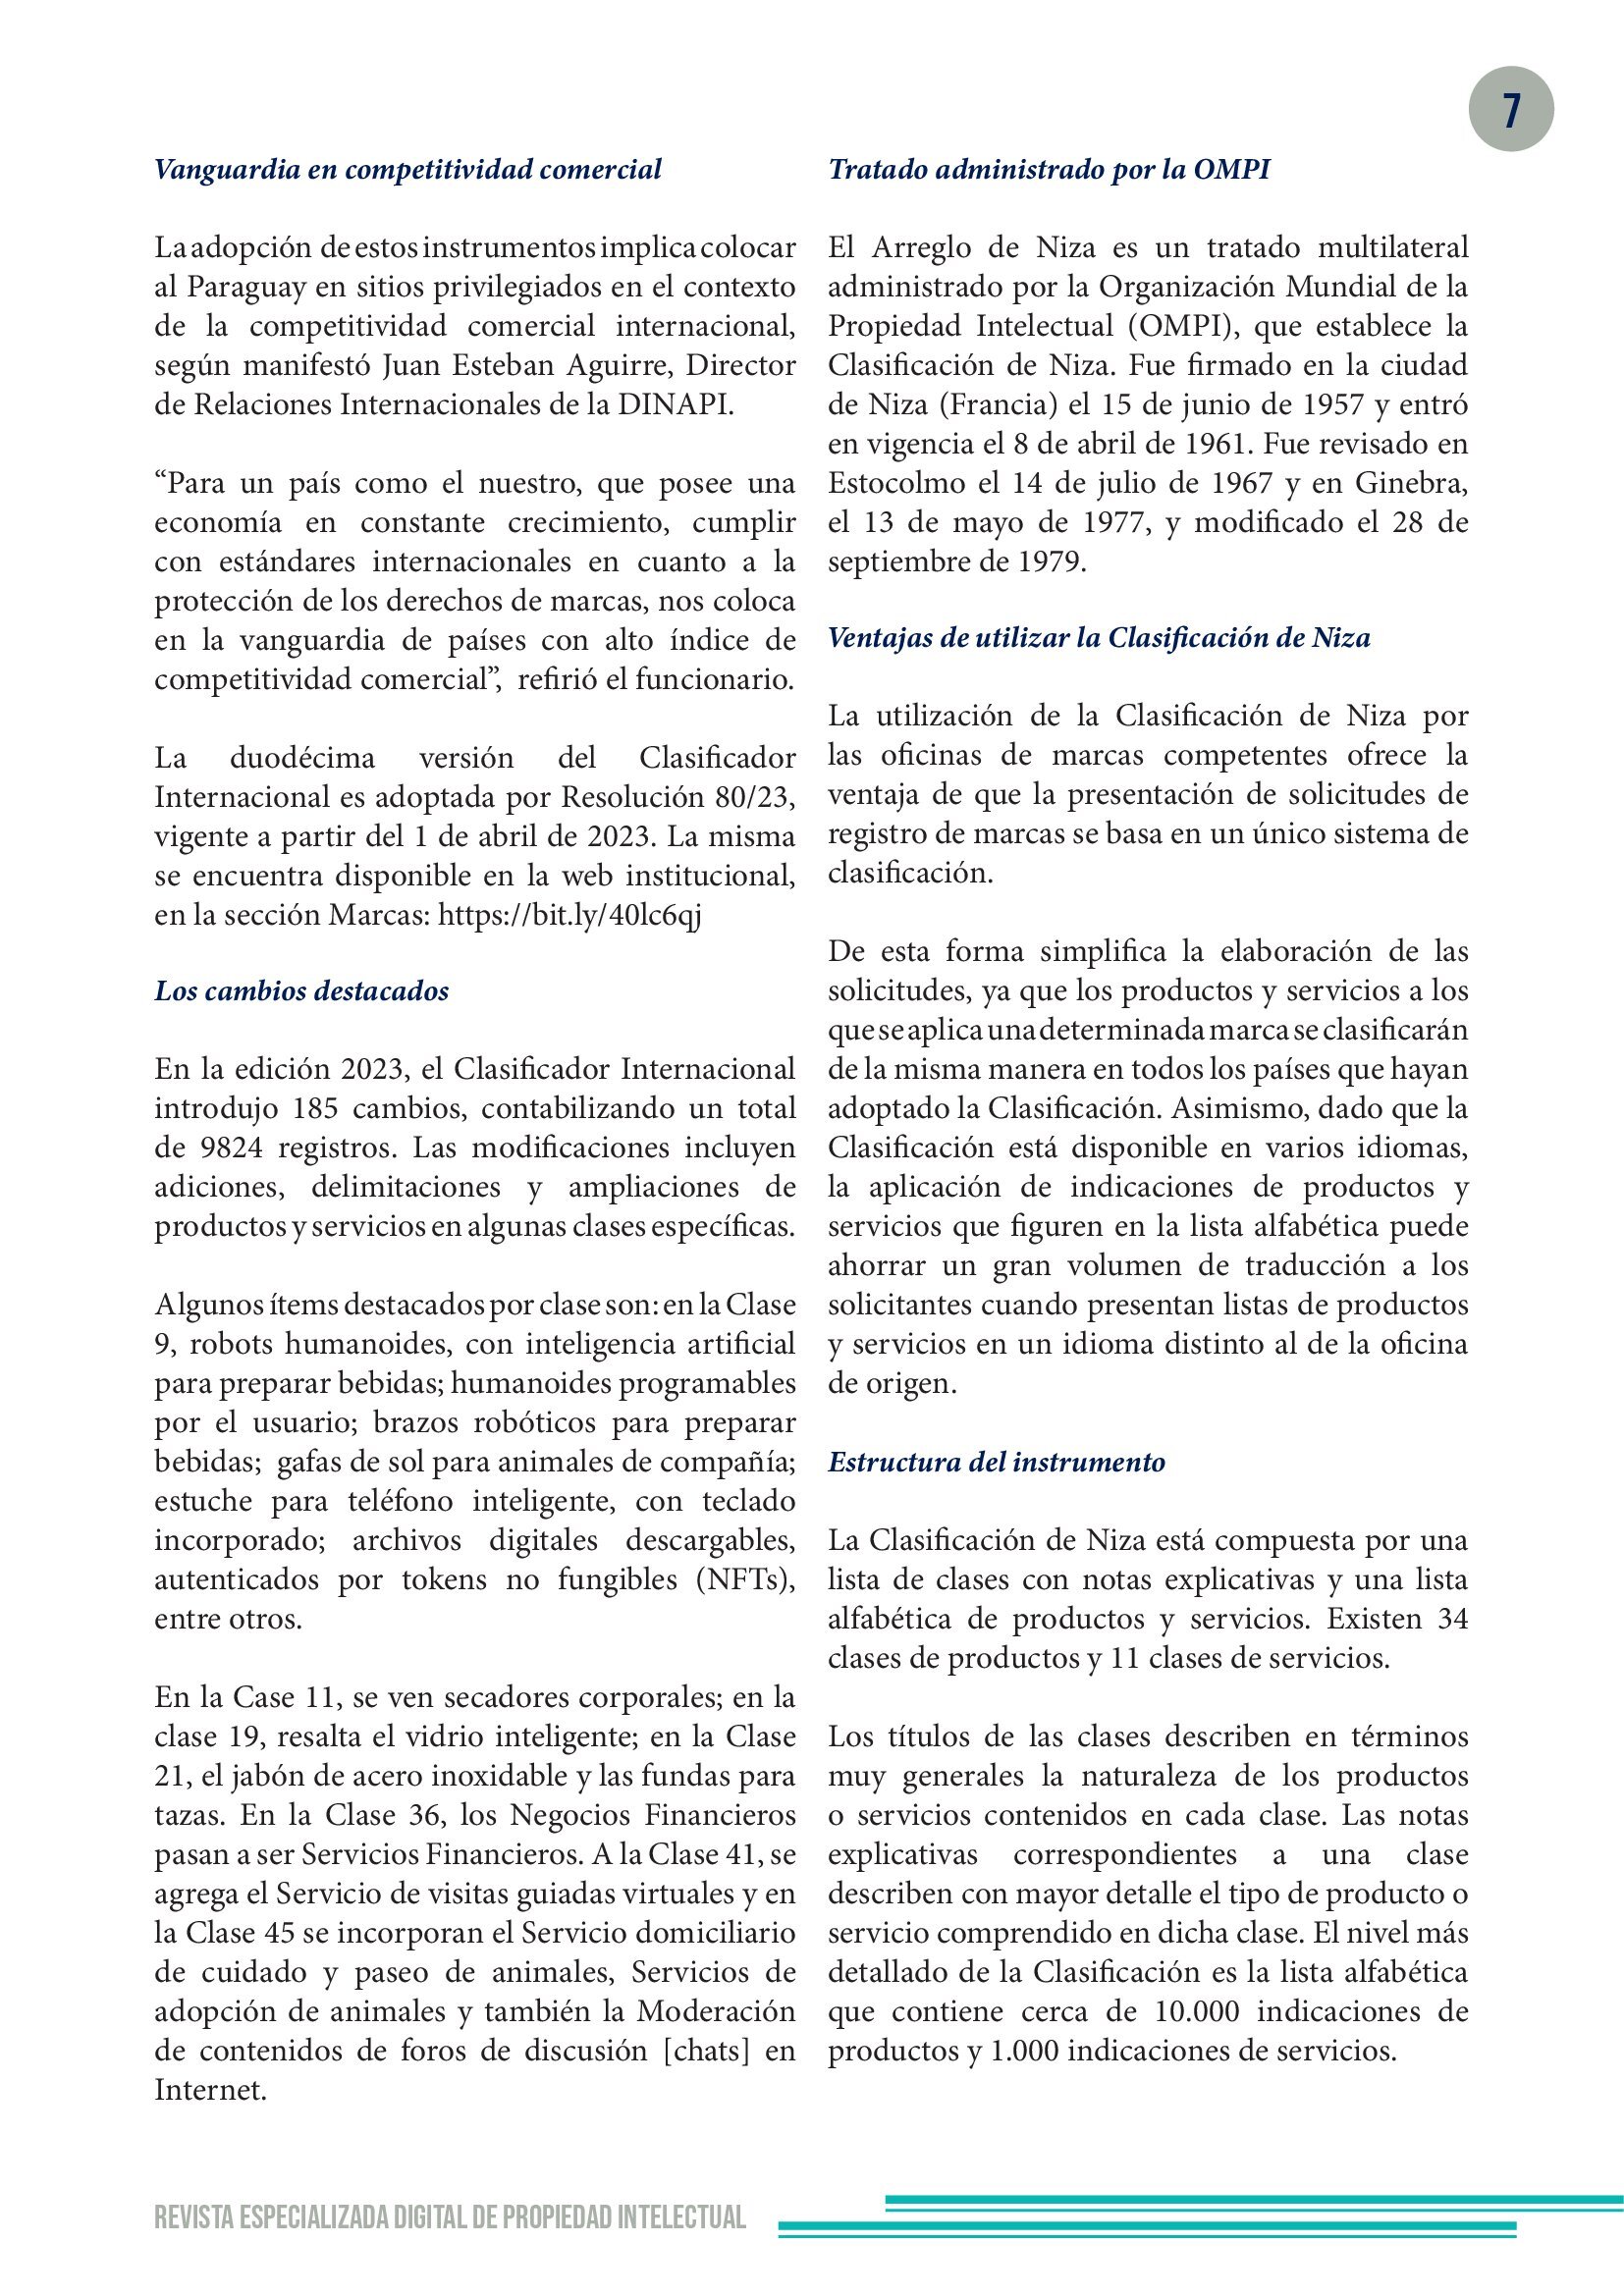 7
Vanguardia en competitividad comercial
La adopción de estos instrumentos implica colocar
al Paraguay en sitios privilegiados en el contexto
de la competitividad comercial internacional,
según manifestó Juan Esteban Aguirre, Director
de Relaciones Internacionales de la DINAPI.
“Para un país como el nuestro, que posee una
economía en constante crecimiento, cumplir
con estándares internacionales en cuanto a la
protección de los derechos de marcas, nos coloca
en la vanguardia de países con alto índice de
competitividad comercial”, refirió el funcionario.
La duodécima versión del Clasificador
Internacional es adoptada por Resolución 80/23,
vigente a partir del 1 de abril de 2023. La misma
se encuentra disponible en la web institucional,
en la sección Marcas: https://bit.ly/40lc6qj
Los cambios destacados
En la edición 2023, el Clasificador Internacional
introdujo 185 cambios, contabilizando un total
de 9824 registros. Las modificaciones incluyen
adiciones, delimitaciones y ampliaciones de
productos y servicios en algunas clases específicas.
Algunos ítems destacados por clase son: en la Clase
9, robots humanoides, con inteligencia artificial
para preparar bebidas; humanoides programables
por el usuario; brazos robóticos para preparar
bebidas; gafas de sol para animales de compañía;
estuche para teléfono inteligente, con teclado
incorporado; archivos digitales descargables,
autenticados por tokens no fungibles (NFTs),
entre otros.
En la Case 11, se ven secadores corporales; en la
clase 19, resalta el vidrio inteligente; en la Clase
21, el jabón de acero inoxidable y las fundas para
tazas. En la Clase 36, los Negocios Financieros
pasan a ser Servicios Financieros. A la Clase 41, se
agrega el Servicio de visitas guiadas virtuales y en
la Clase 45 se incorporan el Servicio domiciliario
de cuidado y paseo de animales, Servicios de
adopción de animales y también la Moderación
de contenidos de foros de discusión [chats] en
Internet.
Tratado administrado por la OMPI
El Arreglo de Niza es un tratado multilateral
administrado por la Organización Mundial de la
Propiedad Intelectual (OMPI), que establece la
Clasificación de Niza. Fue firmado en la ciudad
de Niza (Francia) el 15 de junio de 1957 y entró
en vigencia el 8 de abril de 1961. Fue revisado en
Estocolmo el 14 de julio de 1967 y en Ginebra,
el 13 de mayo de 1977, y modificado el 28 de
septiembre de 1979.
Ventajas de utilizar la Clasificación de Niza
La utilización de la Clasificación de Niza por
las oficinas de marcas competentes ofrece la
ventaja de que la presentación de solicitudes de
registro de marcas se basa en un único sistema de
clasificación.
De esta forma simplifica la elaboración de las
solicitudes, ya que los productos y servicios a los
que se aplica una determinada marca se clasificarán
de la misma manera en todos los países que hayan
adoptado la Clasificación. Asimismo, dado que la
Clasificación está disponible en varios idiomas,
la aplicación de indicaciones de productos y
servicios que figuren en la lista alfabética puede
ahorrar un gran volumen de traducción a los
solicitantes cuando presentan listas de productos
y servicios en un idioma distinto al de la oficina
de origen.
Estructura del instrumento
La Clasificación de Niza está compuesta por una
lista de clases con notas explicativas y una lista
alfabética de productos y servicios. Existen 34
clases de productos y 11 clases de servicios.
Los títulos de las clases describen en términos
muy generales la naturaleza de los productos
o servicios contenidos en cada clase. Las notas
explicativas correspondientes a una clase
describen con mayor detalle el tipo de producto o
servicio comprendido en dicha clase. El nivel más
detallado de la Clasificación es la lista alfabética
que contiene cerca de 10.000 indicaciones de
productos y 1.000 indicaciones de servicios.
REVISTA ESPECIALIZADA DIGITAL DE PROPIEDAD INTELECTUAL